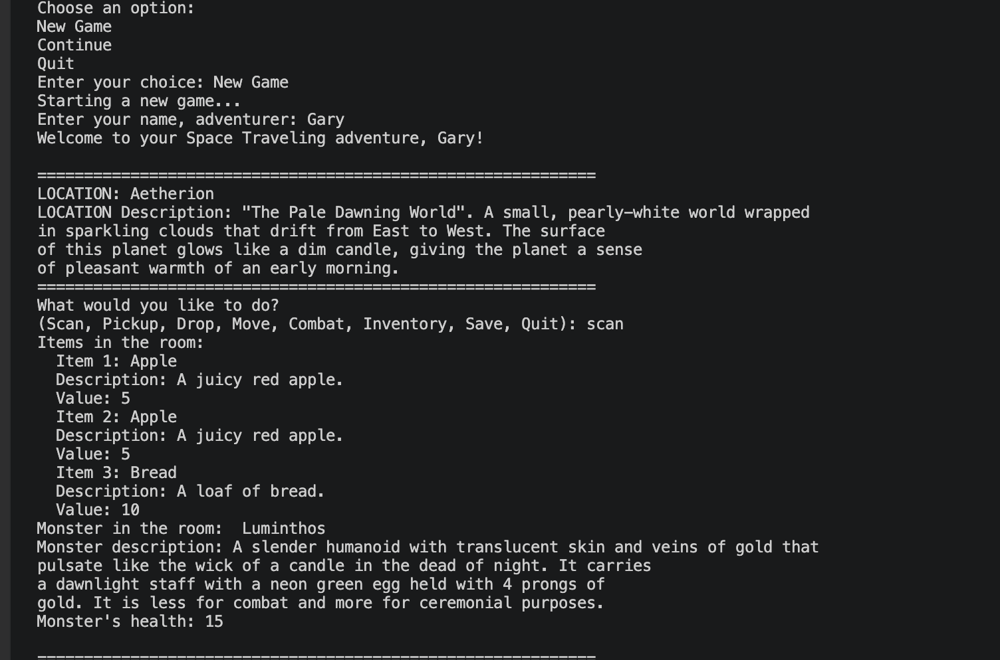 Choose an option:
New Game
Continue
Quit
Enter your choice: New Game
Starting a new game...
Enter your name, adventurer: Gary
Welcome to your Space Traveling adventure, Gary!

============================================================
LOCATION: Aetherion
LOCATION Description: "The Pale Dawning World". A small, pearly-white world wrapped
in sparkling clouds that drift from East to West. The surface
of this planet glows like a dim candle, giving the planet a sense
of pleasant warmth of an early morning.
============================================================
What would you like to do?
(Scan, Pickup, Drop, Move, Combat, Inventory, Save, Quit): scan
Items in the room:
  Item 1: Apple
  Description: A juicy red apple.
  Value: 5
  Item 2: Apple
  Description: A juicy red apple.
  Value: 5
  Item 3: Bread
  Description: A loaf of bread.
  Value: 10
Monster in the room:  Luminthos
Monster description: A slender humanoid with translucent skin and veins of gold that
pulsate like the wick of a candle in the dead of night. It carries
a dawnlight staff with a neon green egg held with 4 prongs of
gold. It is less for combat and more for ceremonial purposes.
Monster's health: 15

============================================================